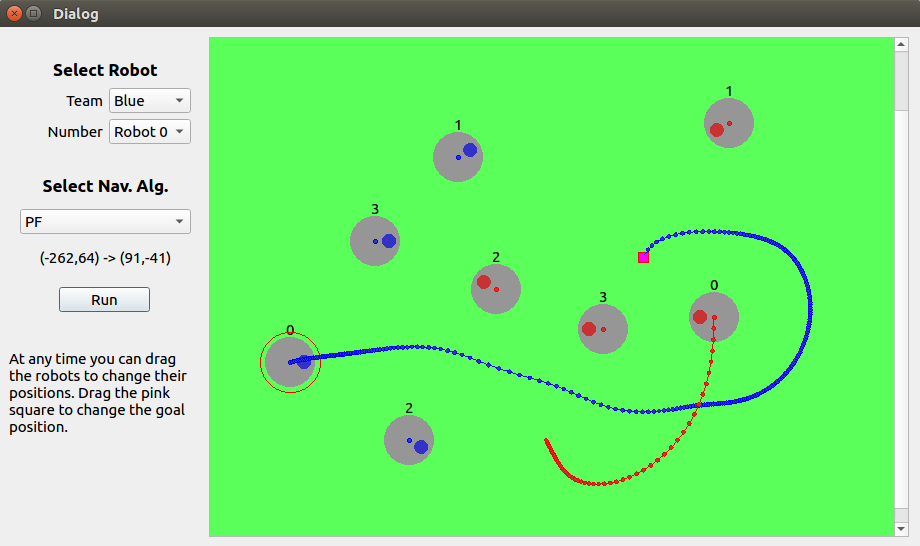 Dialog
Select Robot
Team Blue
Number Robot 0
Select Nav. Alg.
PF
(-262,64) -> (91,-41)
Run
At any time you can drag
the robots to change their
positions. Drag the pink
square to change the goal
position.
1
1
3
2
0
3
0
2